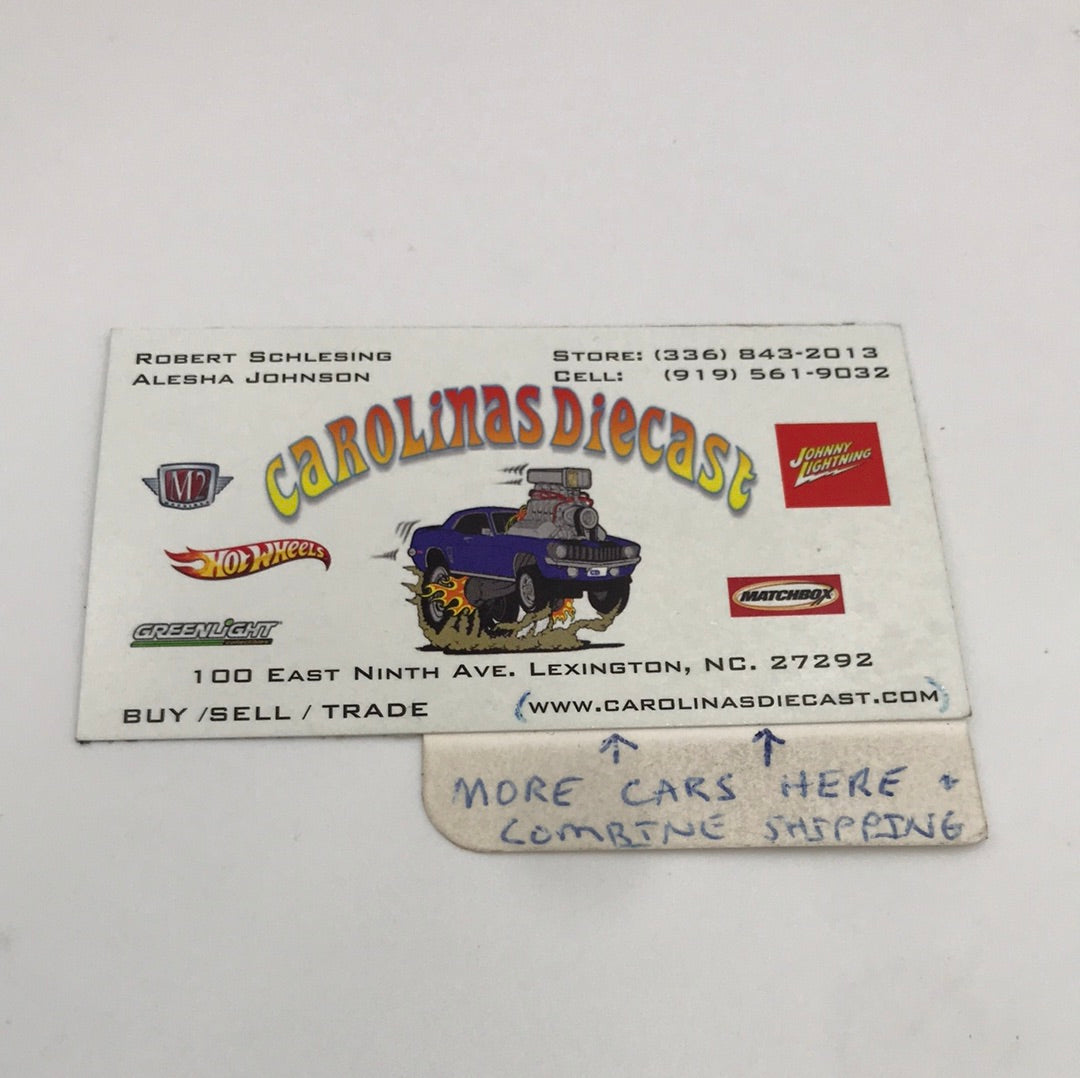 ROBERT SCHLESING
ALESHA JOHNSON
STORE: (336) 843-2013
CELL: (919) 561-9032
CAROLINAS DIECAST
M2
JOHNNY
LIGHTNING
HOT WHEELS
MATCHBOX
GREENLIGHT
100 EAST NINTH AVE. LEXINGTON, NC. 27292
BUY /SELL / TRADE
(WWW.CAROLINASDIECAST.COM)
↑ ↑
MORE CARS HERE +
COMBINE SHIPPING